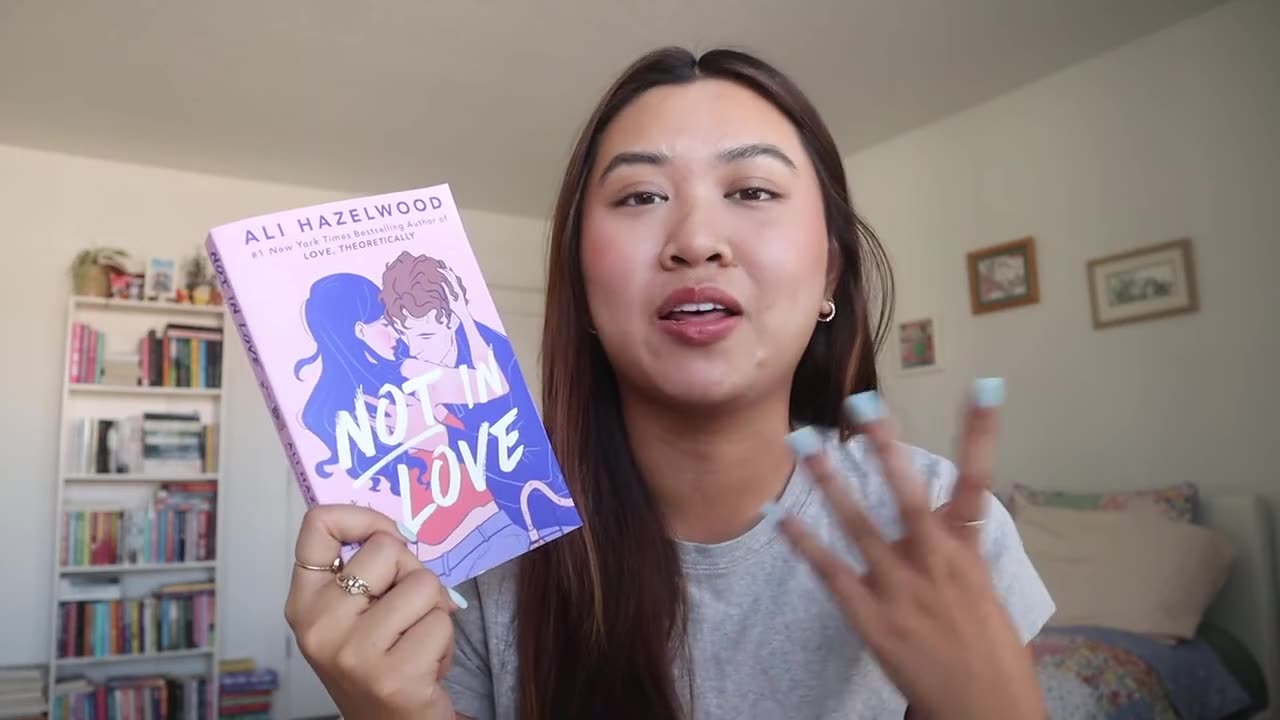 ALI HAZELWOOD
#1 New York Times Bestselling Author of
LOVE, THEORETICALLY
NOT IN
LOVE
NOT IN LOVE